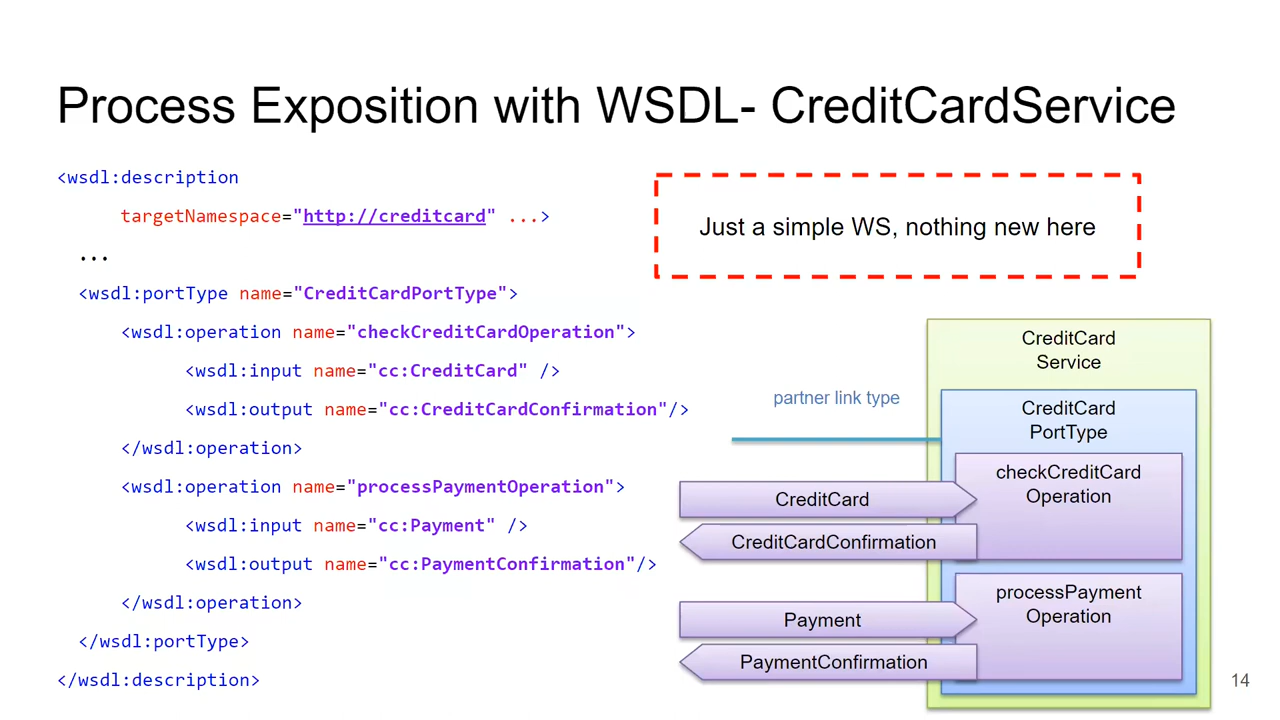 Process Exposition with WSDL- CreditCardService
<wsdl:description
targetNamespace="http://creditcard" ...>
...
<wsdl:portType name="CreditCardPortType">
<wsdl:operation name="checkCreditCardOperation">
<wsdl:input name="cc:CreditCard" />
<wsdl:output name="cc:CreditCardConfirmation"/>
</wsdl:operation>
<wsdl:operation name="processPaymentOperation">
<wsdl:input name="cc:Payment" />
<wsdl:output name="cc:PaymentConfirmation"/>
</wsdl:operation>
</wsdl:portType>
</wsdl:description>
Just a simple WS, nothing new here
CreditCard
Service
partner link type
CreditCard
PortType
checkCreditCard
Operation
CreditCard
CreditCardConfirmation
processPayment
Operation
Payment
PaymentConfirmation
14